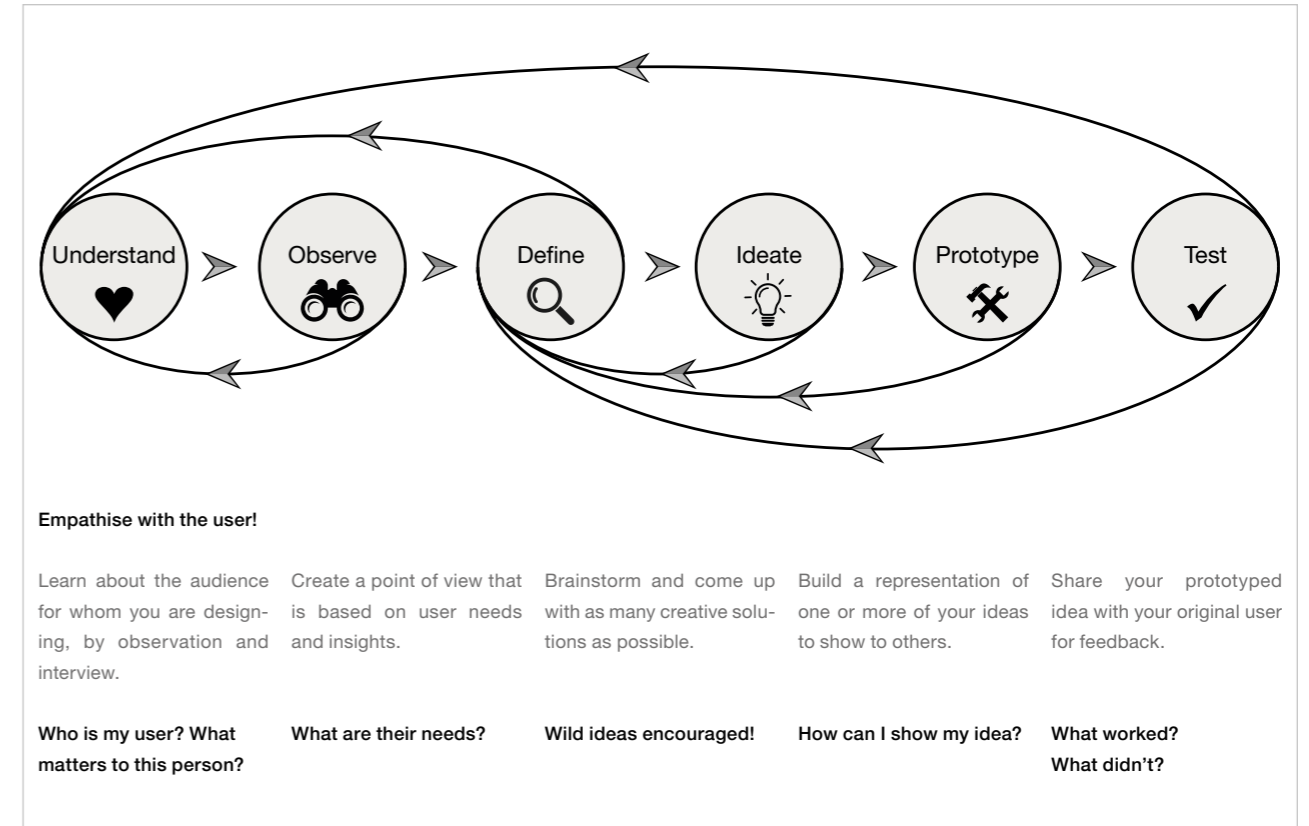 Understand
Observe
Define
Ideate
Prototype
Test
Empathise with the user!
Learn about the audience
for whom you are design-
ing, by observation and
interview.
Who is my user? What
matters to this person?
Create a point of view that
is based on user needs
and insights.
What are their needs?
Brainstorm and come up
with as many creative solu-
tions as possible.
Wild ideas encouraged!
Build a representation of
one or more of your ideas
to show to others.
How can I show my idea?
Share your prototyped
idea with your original user
for feedback.
What worked?
What didn't?